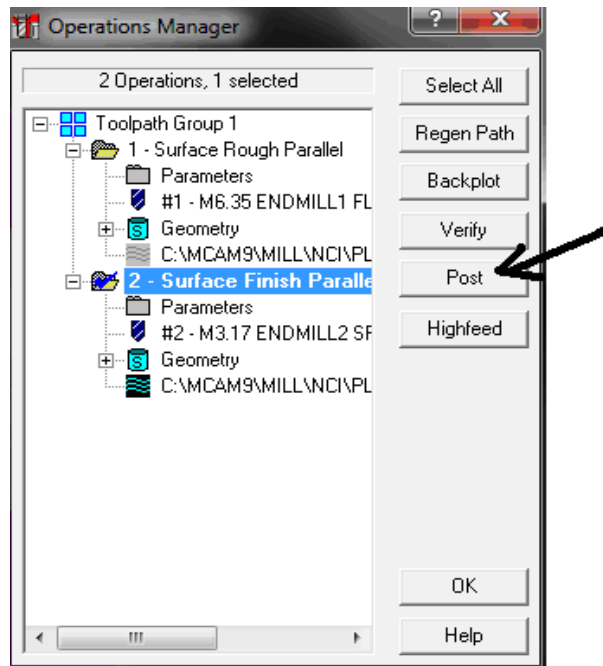 Operations Manager
?
X
2 Operations, 1 selected
Select All
Toolpath Group 1
Regen Path
1 - Surface Rough Parallel
Parameters
Backplot
#1 - M6.35 ENDMILL1 FL
Geometry
Verify
C:\MCAM9\MILL\NCI\PL
2 - Surface Finish Paralle
Post
Parameters
#2 - M3.17 ENDMILL2 SP
Highfeed
Geometry
C:\MCAM9\MILL\NCI\PL
OK
Help